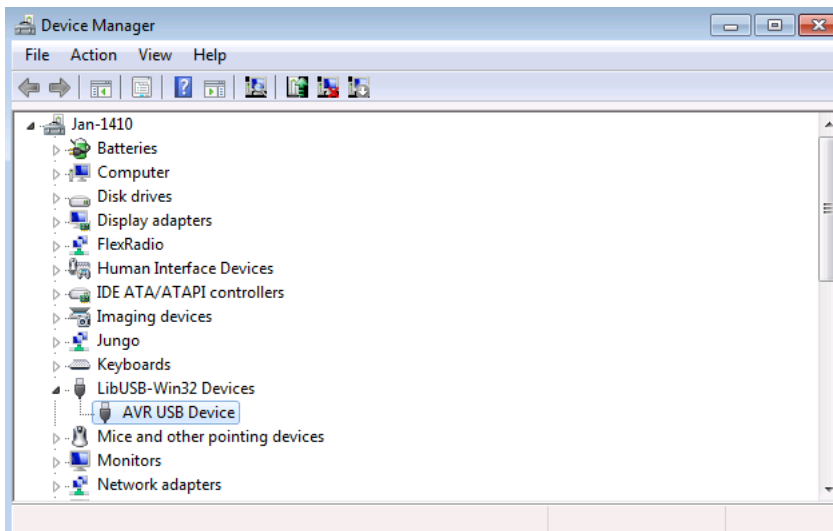 Device Manager
File Action View Help
Jan-1410
Batteries
Computer
Disk drives
Display adapters
FlexRadio
Human Interface Devices
IDE ATA/ATAPI controllers
Imaging devices
Jungo
Keyboards
LibUSB-Win32 Devices
AVR USB Device
Mice and other pointing devices
Monitors
Network adapters